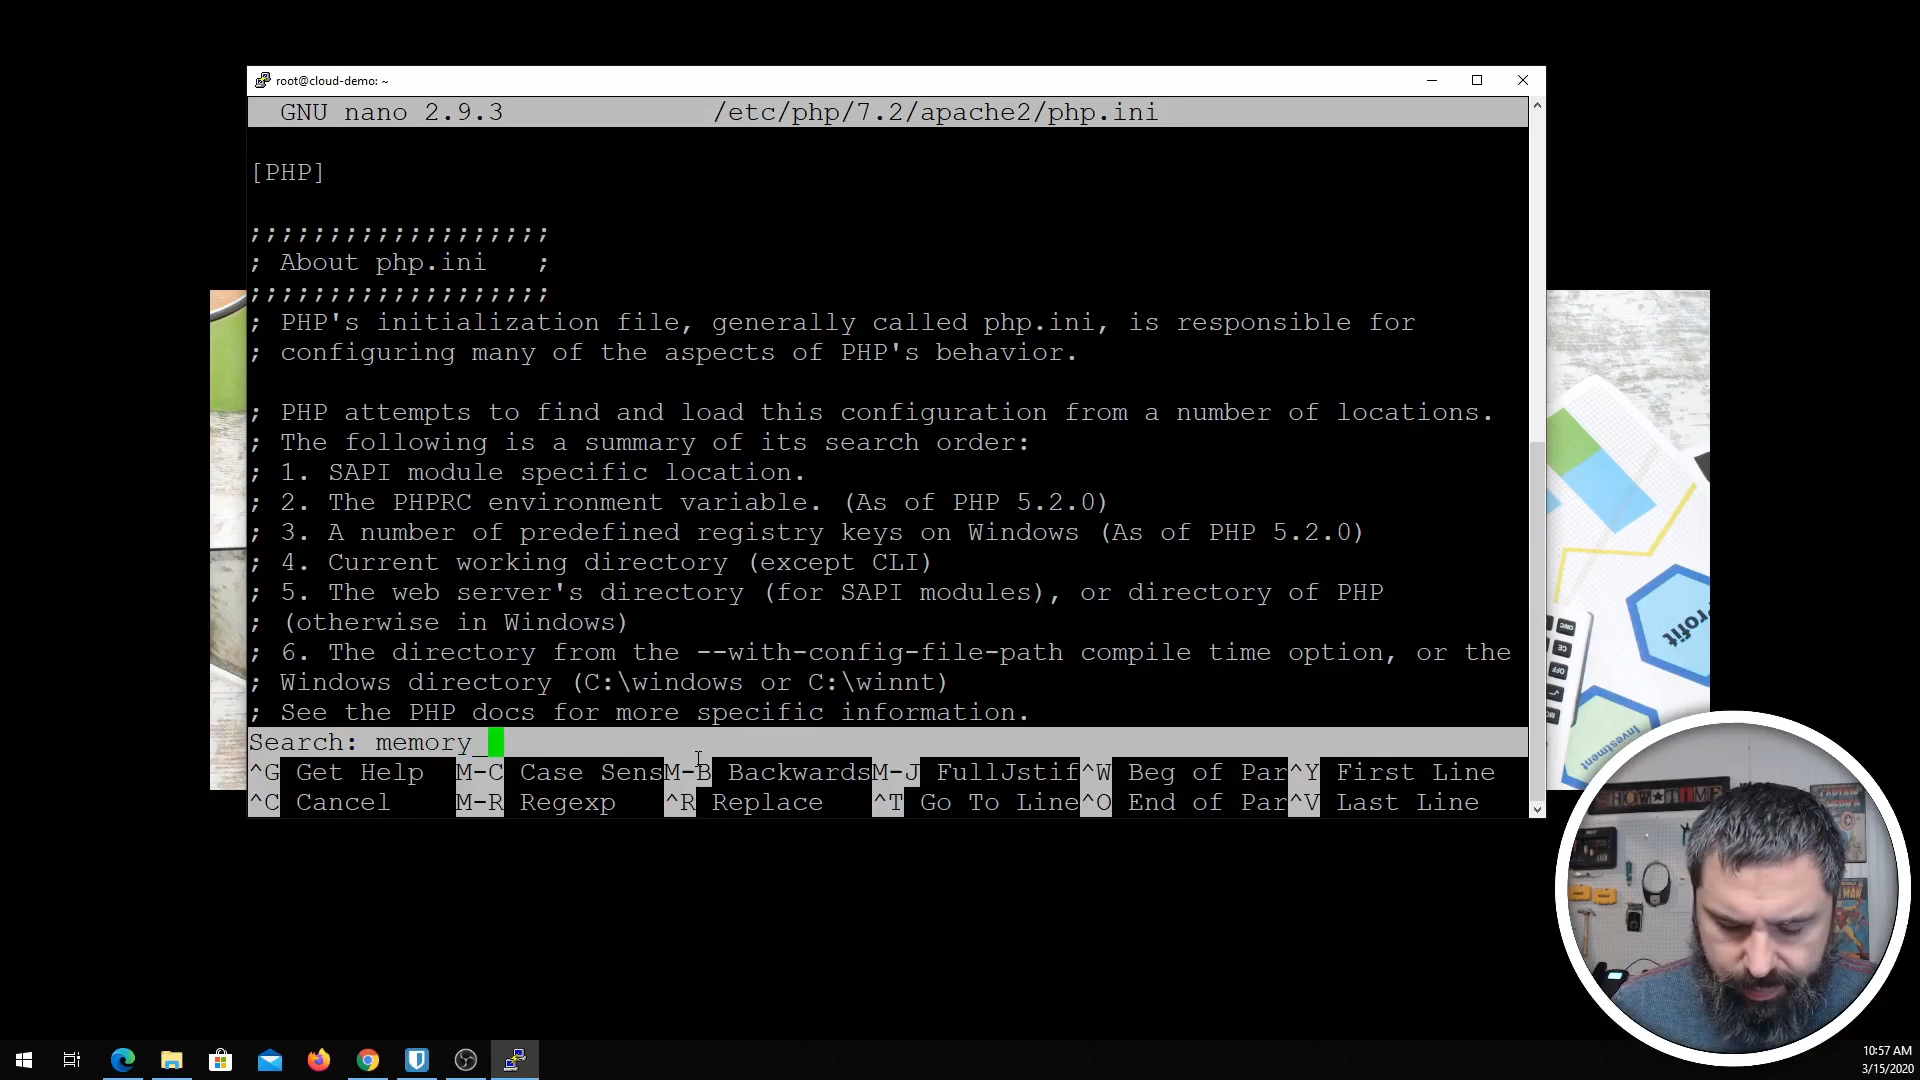 root@cloud-demo: ~
GNU nano 2.9.3 /etc/php/7.2/apache2/php.ini
[PHP]
;;;;;;;;;;;;;;;;;;;
; About php.ini   ;
;;;;;;;;;;;;;;;;;;;
; PHP's initialization file, generally called php.ini, is responsible for
; configuring many of the aspects of PHP's behavior.
; PHP attempts to find and load this configuration from a number of locations.
; The following is a summary of its search order:
; 1. SAPI module specific location.
; 2. The PHPRC environment variable. (As of PHP 5.2.0)
; 3. A number of predefined registry keys on Windows (As of PHP 5.2.0)
; 4. Current working directory (except CLI)
; 5. The web server's directory (for SAPI modules), or directory of PHP
; (otherwise in Windows)
; 6. The directory from the --with-config-file-path compile time option, or the
; Windows directory (C:\windows or C:\winnt)
; See the PHP docs for more specific information.
Search: memory_
^G Get Help M-C Case Sens M-B Backwards M-J FullJstif ^W Beg of Par ^Y First Line
^C Cancel M-R Regexp ^R Replace ^T Go To Line ^O End of Par ^V Last Line
Profit
Investment
SHOW TIME
10:57 AM
3/15/2020